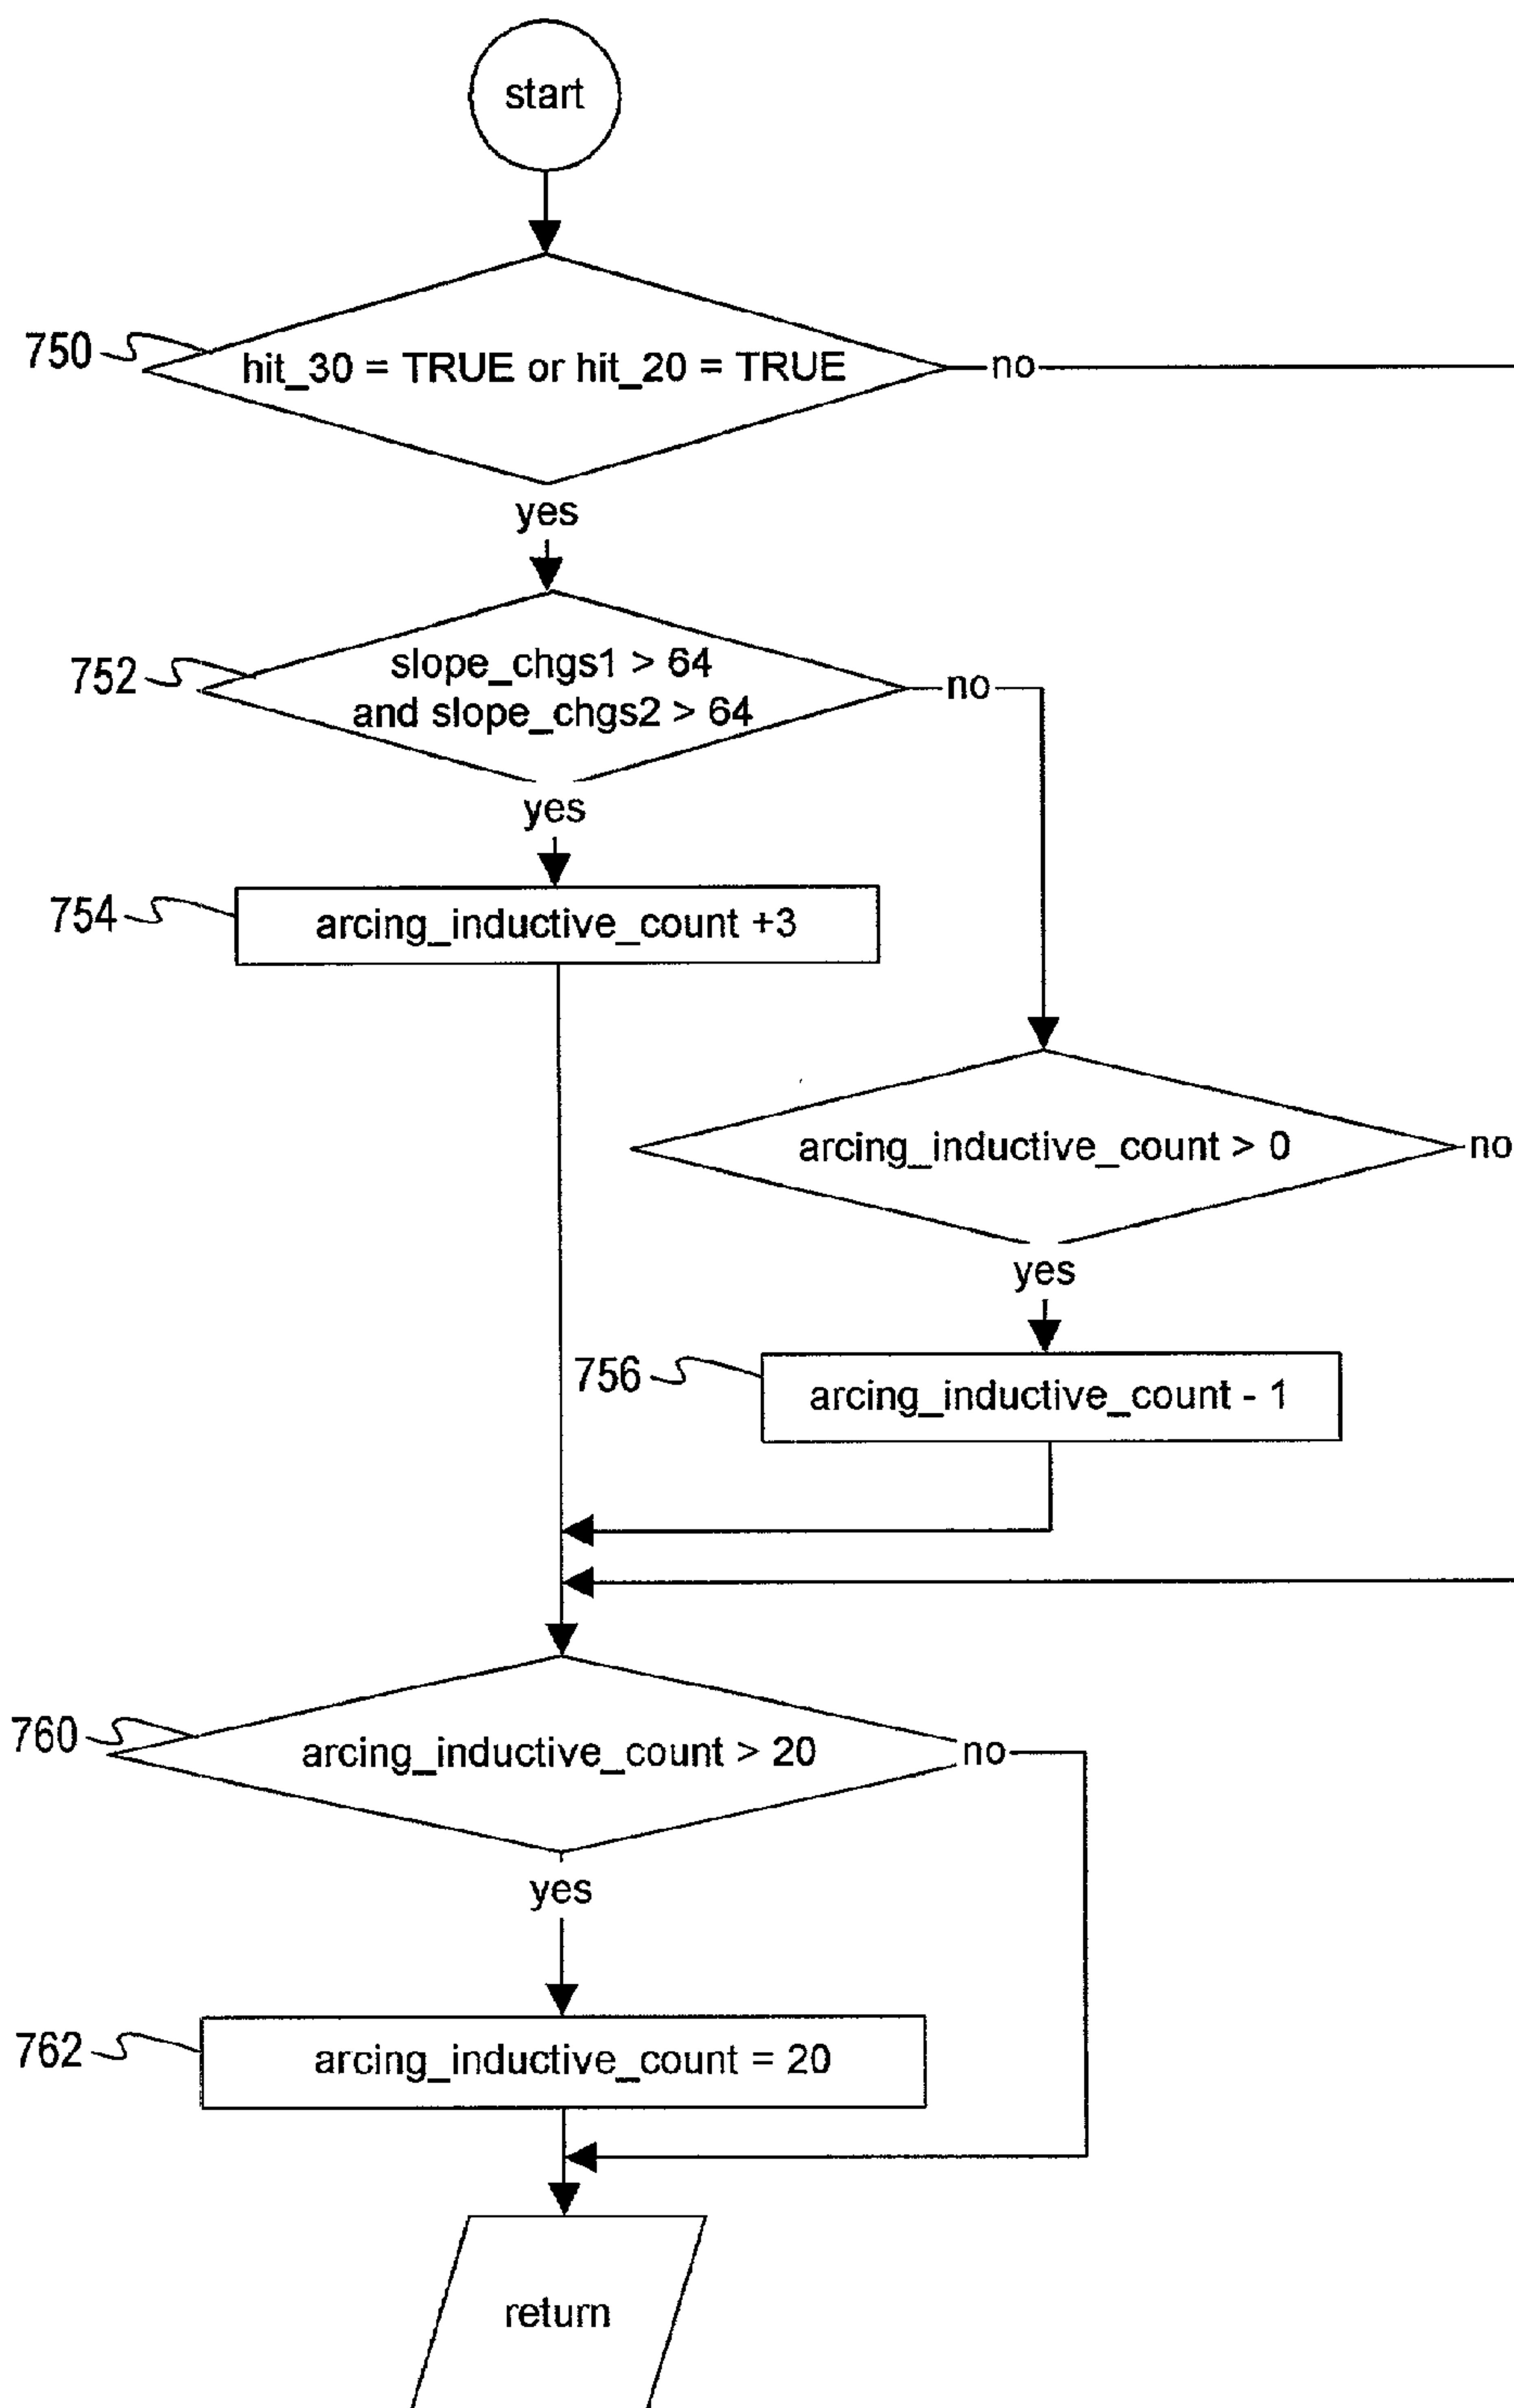 start
750
hit_30 = TRUE or hit_20 = TRUE
no
yes
752
slope_chgs1 > 64
and slope_chgs2 > 64
no
yes
754
arcing_inductive_count +3
arcing_inductive_count > 0
no
yes
756
arcing_inductive_count - 1
760
arcing_inductive_count > 20
no
yes
762
arcing_inductive_count = 20
return